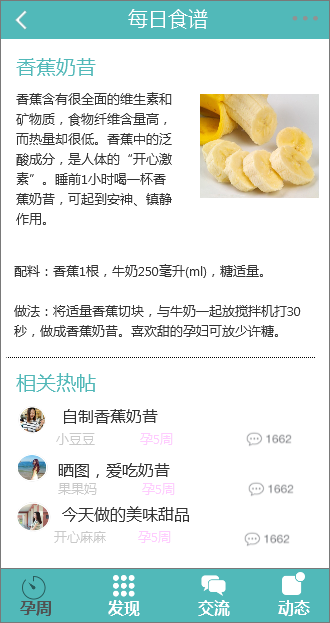 每日食谱
香蕉奶昔
香蕉含有很全面的维生素和
矿物质，食物纤维含量高，
而热量却很低。香蕉中的泛
酸成分，是人体的“开心激
素”。睡前1小时喝一杯香
蕉奶昔，可起到安神、镇静
作用。
配料：香蕉1根，牛奶250毫升(ml)，糖适量。
做法：将适量香蕉切块，与牛奶一起放搅拌机打30
秒，做成香蕉奶昔。喜欢甜的孕妇可放少许糖。
相关热帖
自制香蕉奶昔
小豆豆 孕5周 1662
晒图，爱吃奶昔
果果妈 孕5周 1662
今天做的美味甜品
开心麻麻 孕5周 1662
孕周 发现 交流 动态